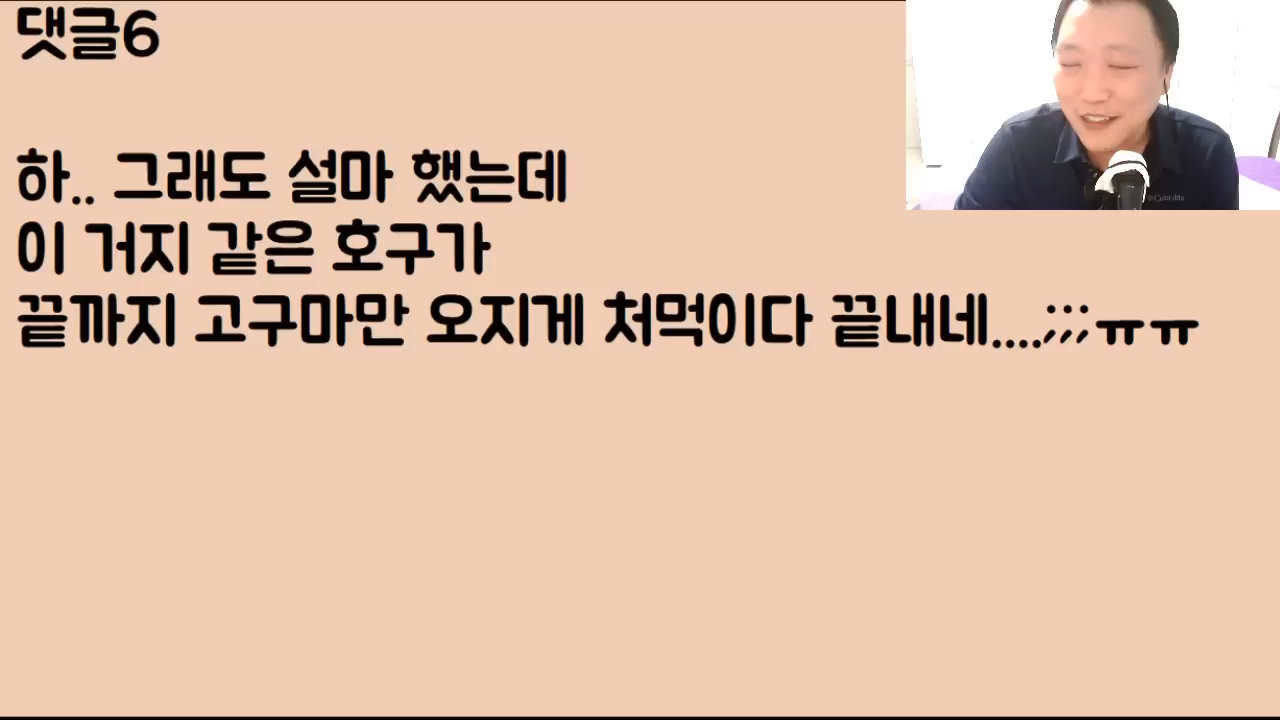 댓글6
하.. 그래도 설마 했는데
이 거지 같은 호구가
끝까지 고구마만 오지게 처먹이다 끝내네....;;;ㅠㅠ